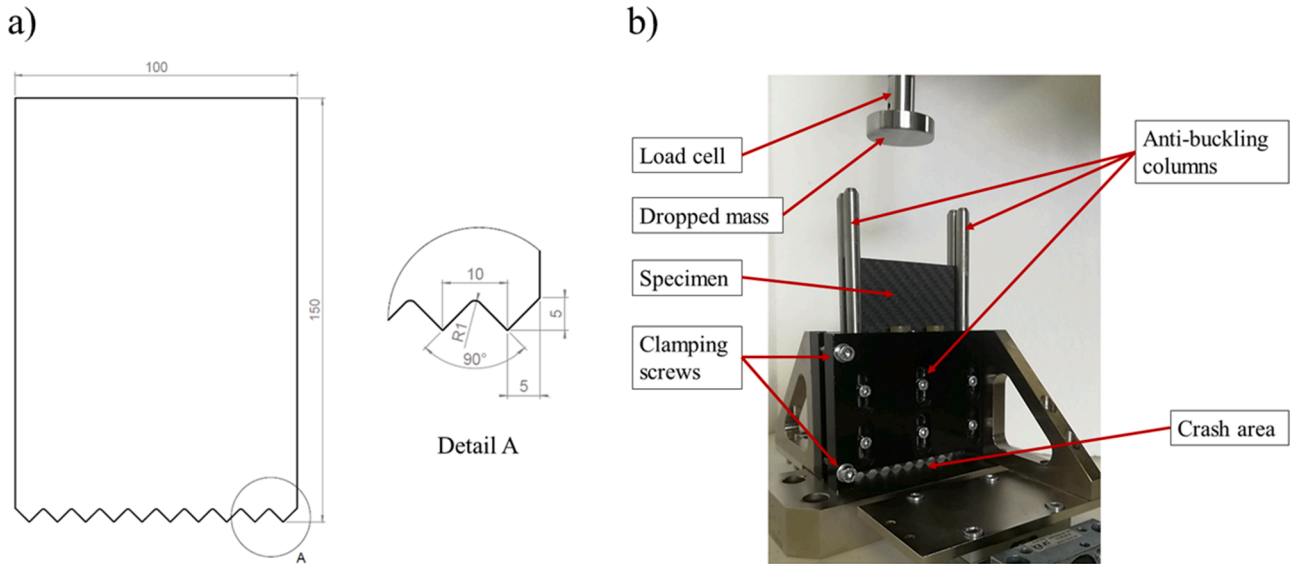 a)
100
150
A
10
R1
90°
5
5
Detail A
b)
Load cell
Dropped mass
Specimen
Clamping
screws
Anti-buckling
columns
Crash area